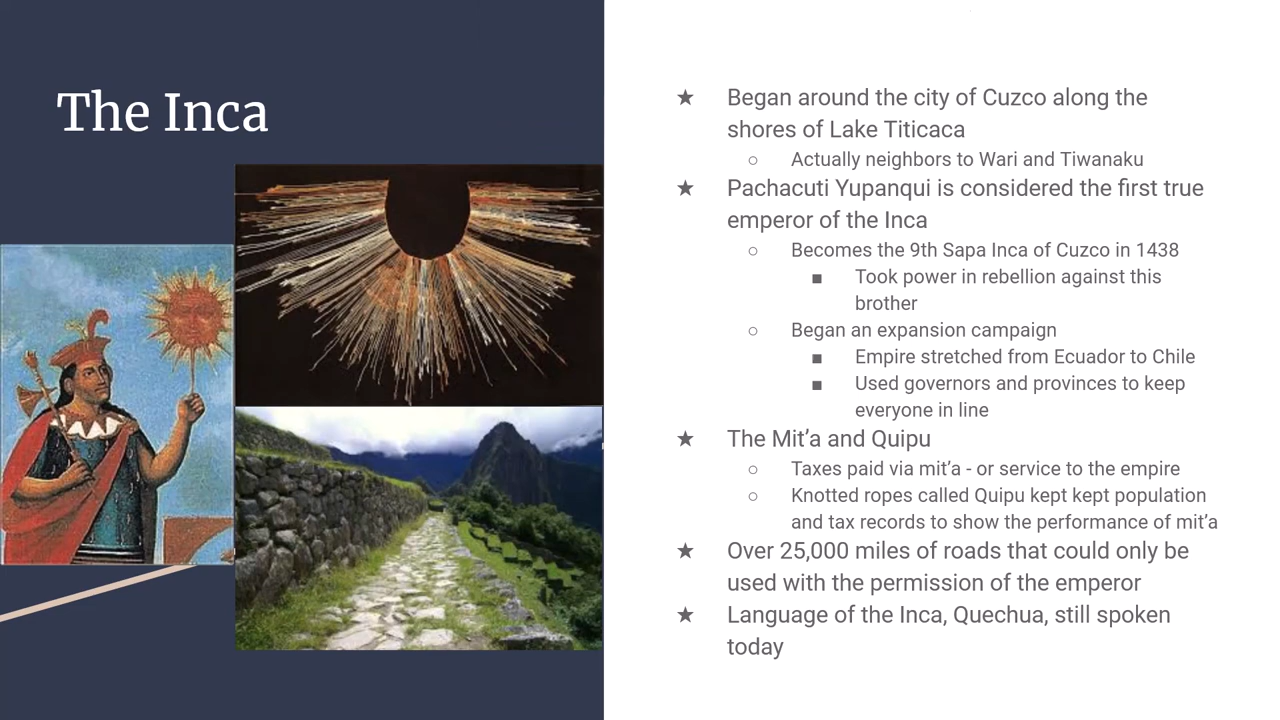 The Inca
★ Began around the city of Cuzco along the
shores of Lake Titicaca
○ Actually neighbors to Wari and Tiwanaku
★ Pachacuti Yupanqui is considered the first true
emperor of the Inca
○ Becomes the 9th Sapa Inca of Cuzco in 1438
■ Took power in rebellion against this
brother
○ Began an expansion campaign
■ Empire stretched from Ecuador to Chile
■ Used governors and provinces to keep
everyone in line
★ The Mit’a and Quipu
○ Taxes paid via mit’a - or service to the empire
○ Knotted ropes called Quipu kept kept population
and tax records to show the performance of mit’a
★ Over 25,000 miles of roads that could only be
used with the permission of the emperor
★ Language of the Inca, Quechua, still spoken
today